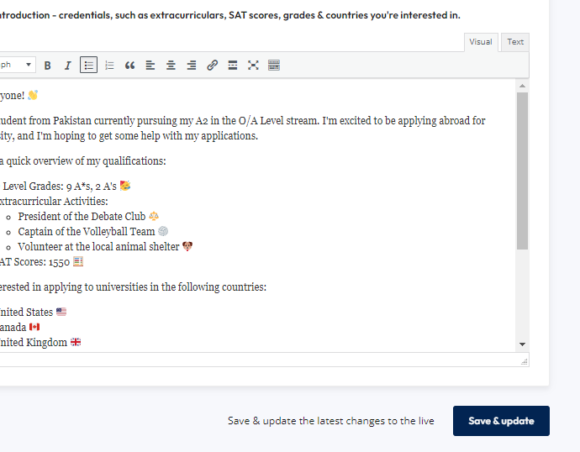 ntroduction - credentials, such as extracurriculars, SAT scores, grades & countries you're interested in.
Visual Text
ph
yone! 👋
udent from Pakistan currently pursuing my A2 in the O/A Level stream. I'm excited to be applying abroad for
sity, and I'm hoping to get some help with my applications.
a quick overview of my qualifications:
Level Grades: 9 A*s, 2 A's
xtracurricular Activities:
President of the Debate Club
Captain of the Volleyball Team 🏐
Volunteer at the local animal shelter 🐶
AT Scores: 1550
erested in applying to universities in the following countries:
nited States 🇺🇸
anada 🇨🇦
nited Kingdom 🇬🇧
Save & update the latest changes to the live
Save & update